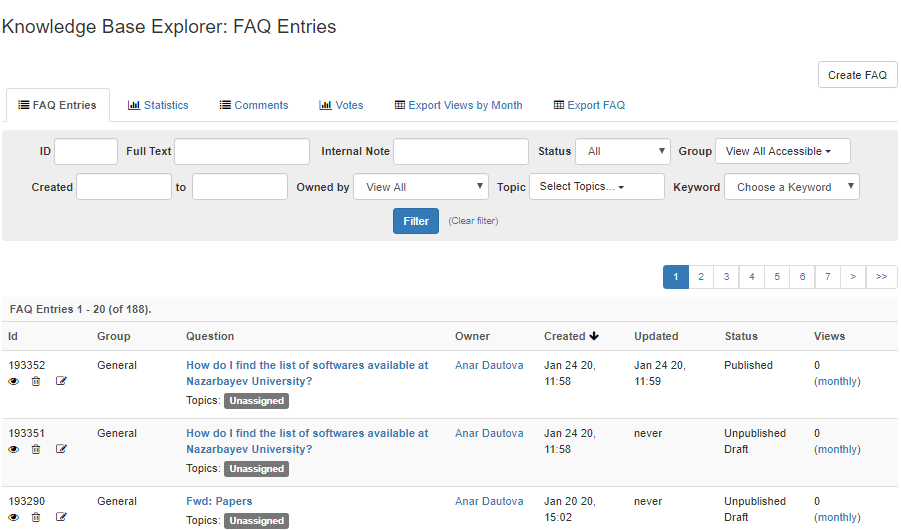 Knowledge Base Explorer: FAQ Entries
Create FAQ
FAQ Entries Statistics Comments Votes Export Views by Month Export FAQ
ID Full Text Internal Note Status All Group View All Accessible
Created to Owned by View All Topic Select Topics... Keyword Choose a Keyword
Filter (Clear filter)
1 2 3 4 5 6 7 > >>
FAQ Entries 1 - 20 (of 188).
Id Group Question Owner Created Updated Status Views
193352 General How do I find the list of softwares available at Anar Dautova Jan 24 20, Jan 24 20, Published 0
Nazarbayev University? 11:58 11:59 (monthly)
Topics: Unassigned
193351 General How do I find the list of softwares available at Anar Dautova Jan 24 20, never Unpublished 0
Nazarbayev University? 11:58 Draft (monthly)
Topics: Unassigned
193290 General Fwd: Papers Anar Dautova Jan 20 20, never Unpublished 0
Topics: Unassigned 15:02 Draft (monthly)